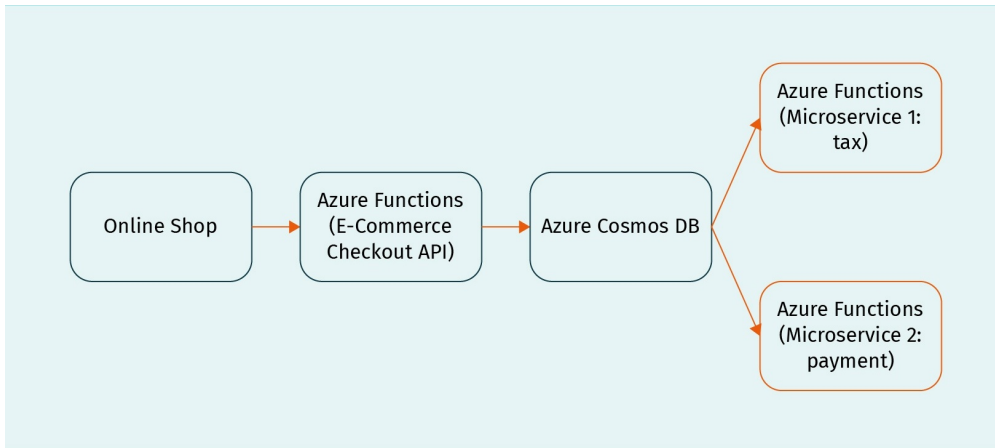 Online Shop
Azure Functions
(E-Commerce
Checkout API)
Azure Cosmos DB
Azure Functions
(Microservice 1:
tax)
Azure Functions
(Microservice 2:
payment)